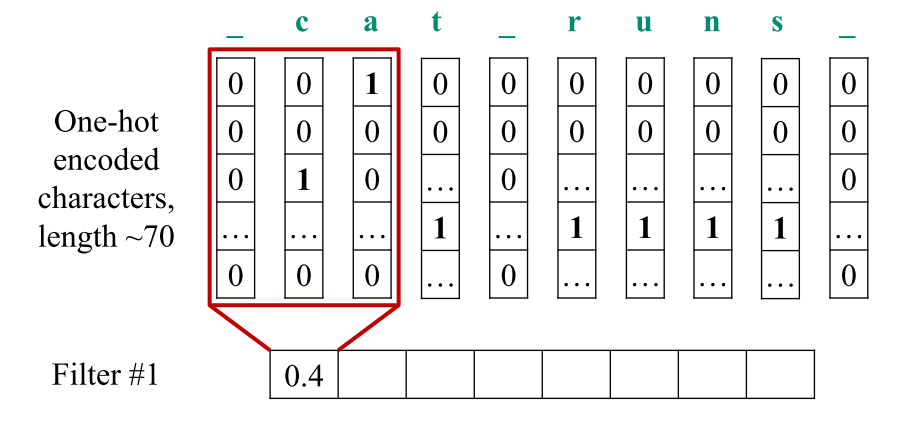 _ c a t _ r u n s _
0 0 1 0 0 0 0 0 0 0
One-hot
0 0 0 0 0 0 0 0 0 0
encoded
0 1 0 ... 0 ... ... ... ... 0
characters,
... ... ... 1 ... 1 1 1 1 ...
length ~70
0 0 0 ... 0 ... ... ... ... 0
Filter #1 0.4